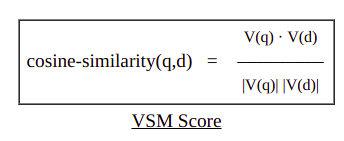 V(q) · V(d)
cosine-similarity(q,d) =
|V(q)| |V(d)|
VSM Score